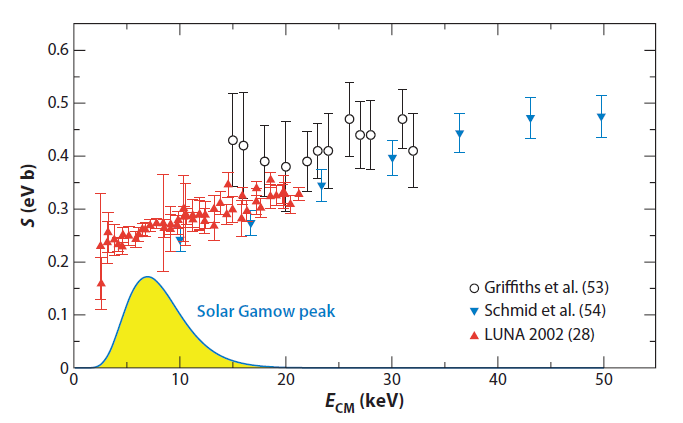 0.6
0.5
0.4
0.3
0.2
0.1
0
S (eV b)
Solar Gamow peak
Griffiths et al. (53)
Schmid et al. (54)
LUNA 2002 (28)
0 10 20 30 40 50
E_CM (keV)